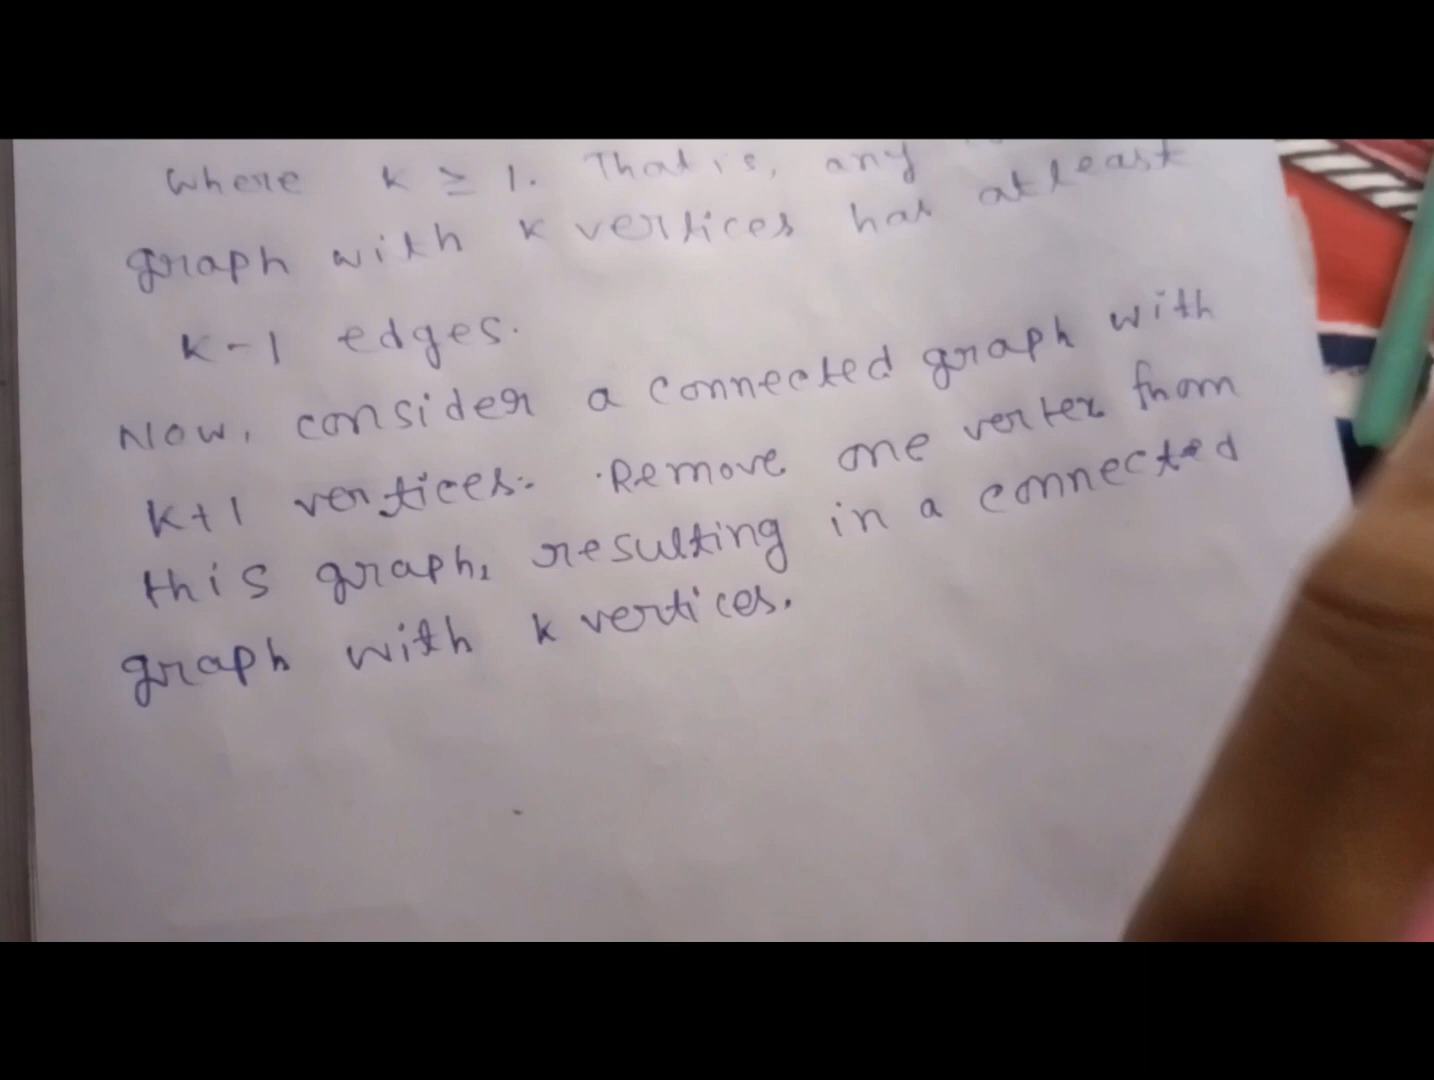 Where k ≥ 1. That is, any
graph with k vertices has atleast
k-1 edges.
Now, consider a connected graph with
k+1 vertices. Remove one vertex from
this graph, resulting in a connected
graph with k vertices.